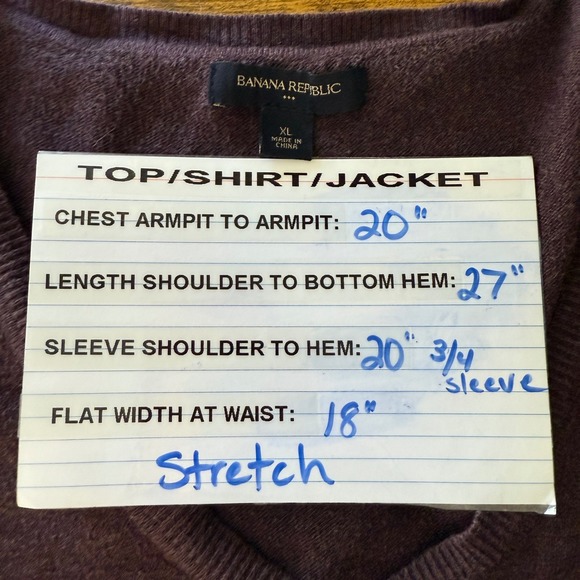 BANANA REPUBLIC
XL
MADE IN
CHINA
TOP/SHIRT/JACKET
CHEST ARMPIT TO ARMPIT: 20"
LENGTH SHOULDER TO BOTTOM HEM: 27"
SLEEVE SHOULDER TO HEM: 20" 3/4
sleeve
FLAT WIDTH AT WAIST: 18"
Stretch